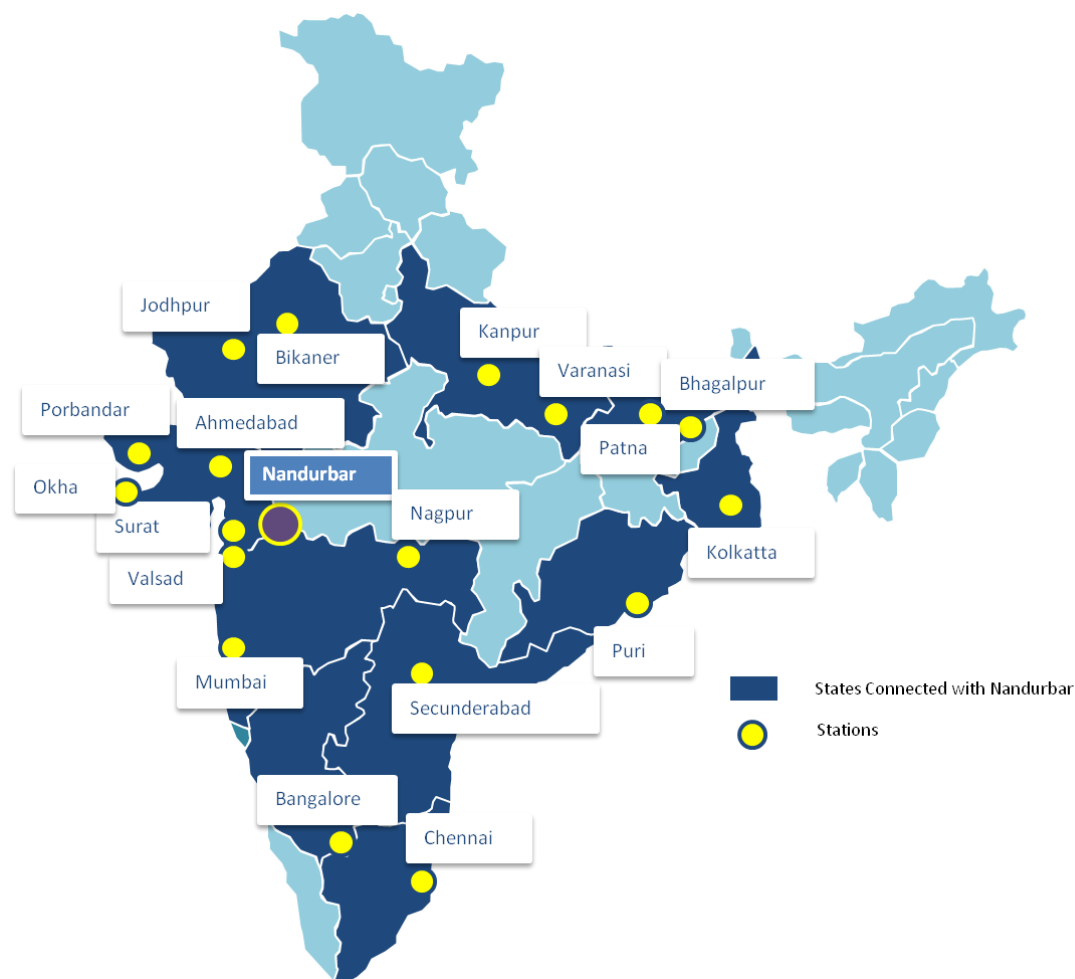 Jodhpur
Bikaner
Kanpur
Varanasi
Bhagalpur
Porbandar
Ahmedabad
Patna
Nandurbar
Okha
Nagpur
Surat
Kolkatta
Valsad
Puri
Mumbai
Secunderabad
States Connected with Nandurbar
Stations
Bangalore
Chennai